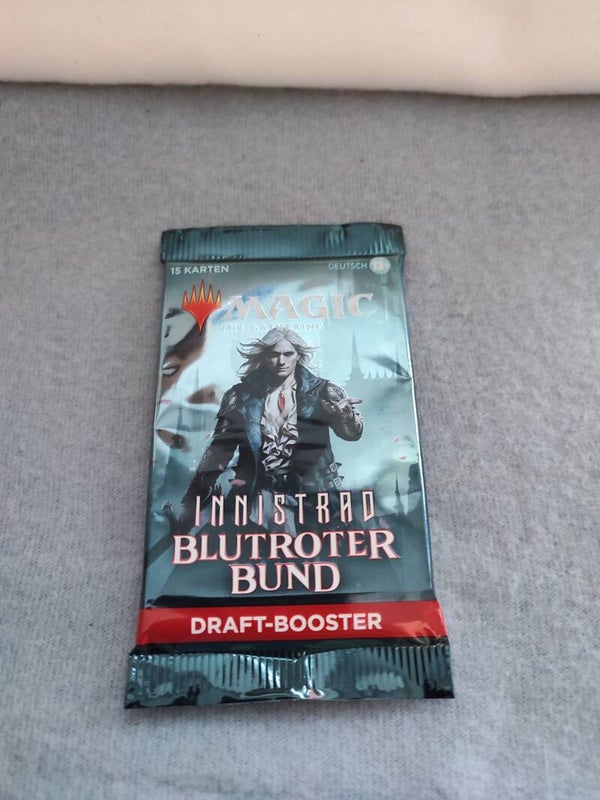 15 KARTEN DEUTSCH 13+
MAGIC
THE GATHERING
INNISTRAD
BLUTROTER
BUND
DRAFT-BOOSTER